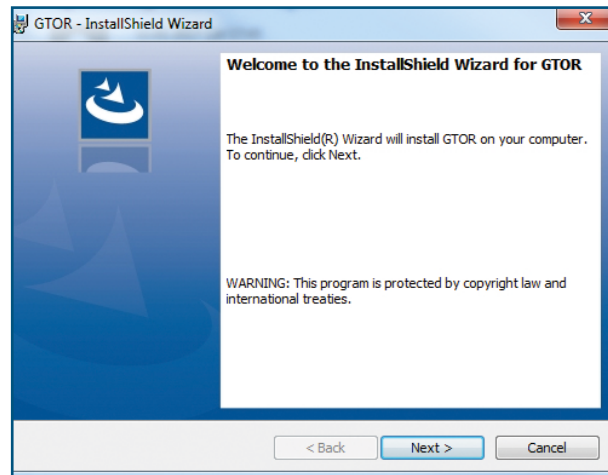 GTOR - InstallShield Wizard
Welcome to the InstallShield Wizard for GTOR
The InstallShield(R) Wizard will install GTOR on your computer.
To continue, click Next.
WARNING: This program is protected by copyright law and
international treaties.
< Back Next > Cancel